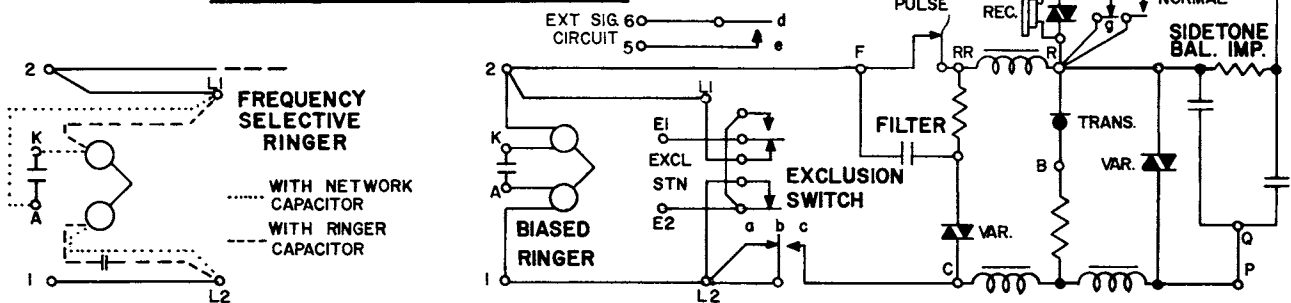 EXT SIG. 6 d
CIRCUIT 5 e
PULSE
REC.
g
NORMAL
SIDETONE
BAL. IMP.
2 L1
FREQUENCY
SELECTIVE
RINGER
K
A
WITH NETWORK
CAPACITOR
WITH RINGER
CAPACITOR
1 L2
2 L1
K
A
BIASED
RINGER
1 L2
E1
EXCL
STN
E2
EXCLUSION
SWITCH
a b c
F RR R
FILTER
TRANS.
B
VAR.
VAR.
C
Q
P